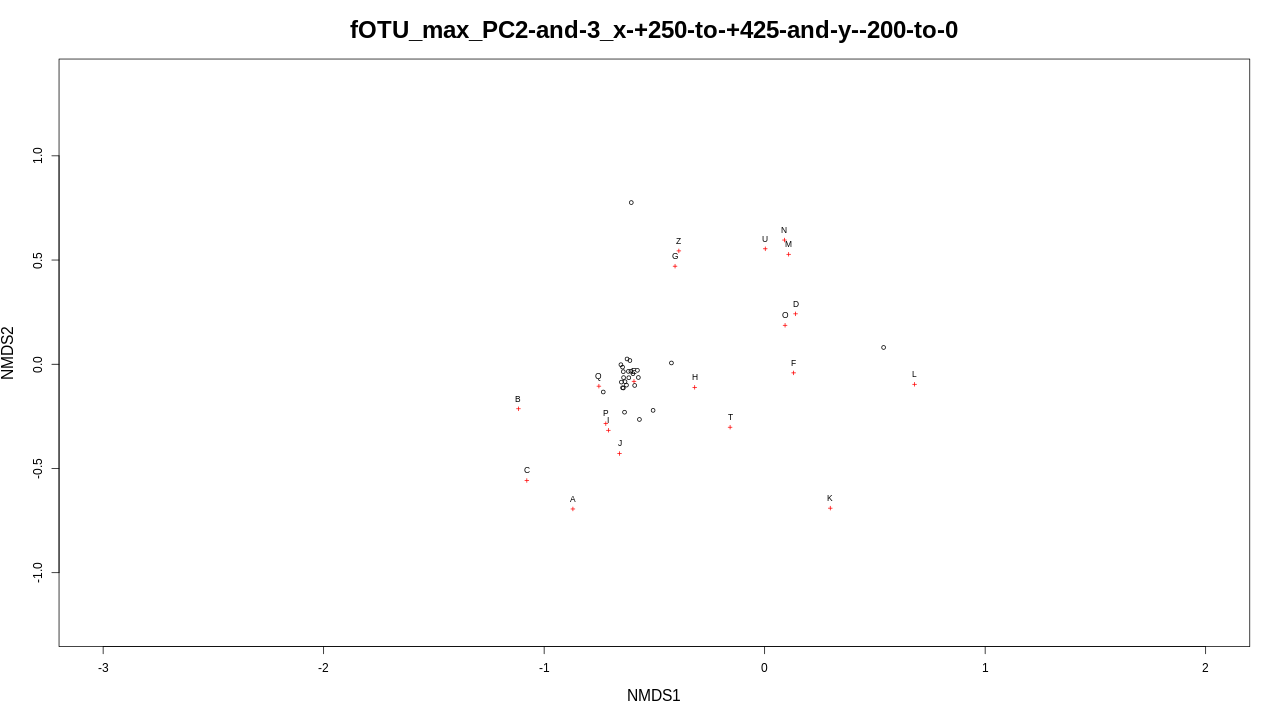 fOTU_max_PC2-and-3_x-+250-to-+425-and-y--200-to-0
NMDS2
1.0
0.5
0.0
-0.5
-1.0
N
U
Z
M
G
D
O
F
L
Q
H
B
P
I
T
J
C
A
K
-3
-2
-1
0
1
2
NMDS1